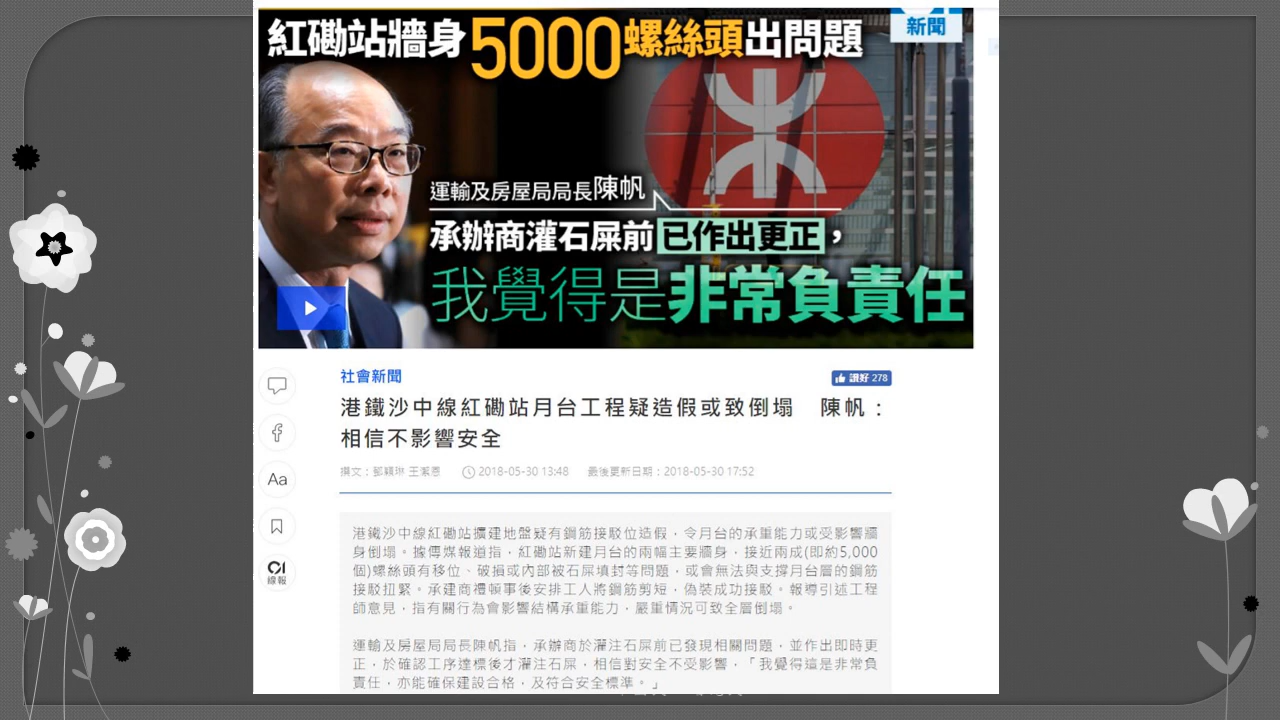 紅磡站牆身5000螺絲頭出問題
新聞
運輸及房屋局局長陳帆
承辦商灌石屎前已作出更正，
我覺得是非常負責任
社會新聞
讚好 278
港鐵沙中線紅磡站月台工程疑造假或致倒塌　陳帆：
相信不影響安全
撰文：鄧穎琳 王潔恩
2018-05-30 13:48
最後更新日期：2018-05-30 17:52
Aa
01
線報
港鐵沙中線紅磡站擴建地盤疑有鋼筋接駁位造假，令月台的承重能力或受影響牆
身倒塌。據傳媒報道指，紅磡站新建月台的兩幅主要牆身，接近兩成(即約5,000
個)螺絲頭有移位、破損或內部被石屎填封等問題，或會無法與支撐月台層的鋼筋
接駁扭緊。承建商禮頓事後安排工人將鋼筋剪短，偽裝成功接駁。報導引述工程
師意見，指有關行為會影響結構承重能力，嚴重情況可致全層倒塌。
運輸及房屋局局長陳帆指，承辦商於灌注石屎前已發現相關問題，並作出即時更
正，於確認工序達標後才灌注石屎，相信對安全不受影響，「我覺得這是非常負
責任，亦能確保建設合格，及符合安全標準。」